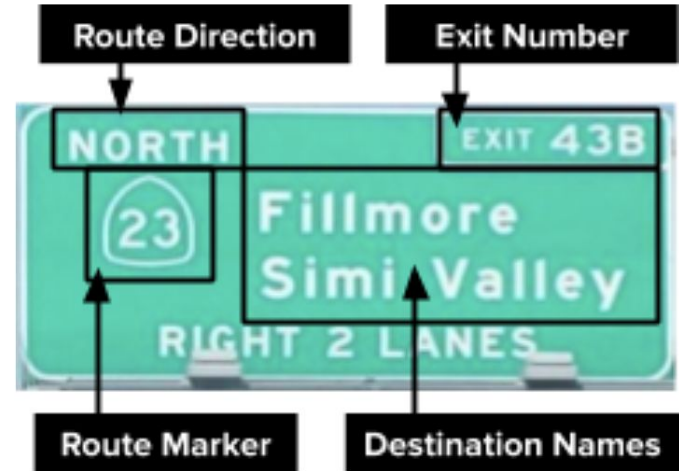 Route Direction Exit Number
NORTH EXIT 43B
23 Fillmore
Simi Valley
RIGHT 2 LANES
Route Marker Destination Names